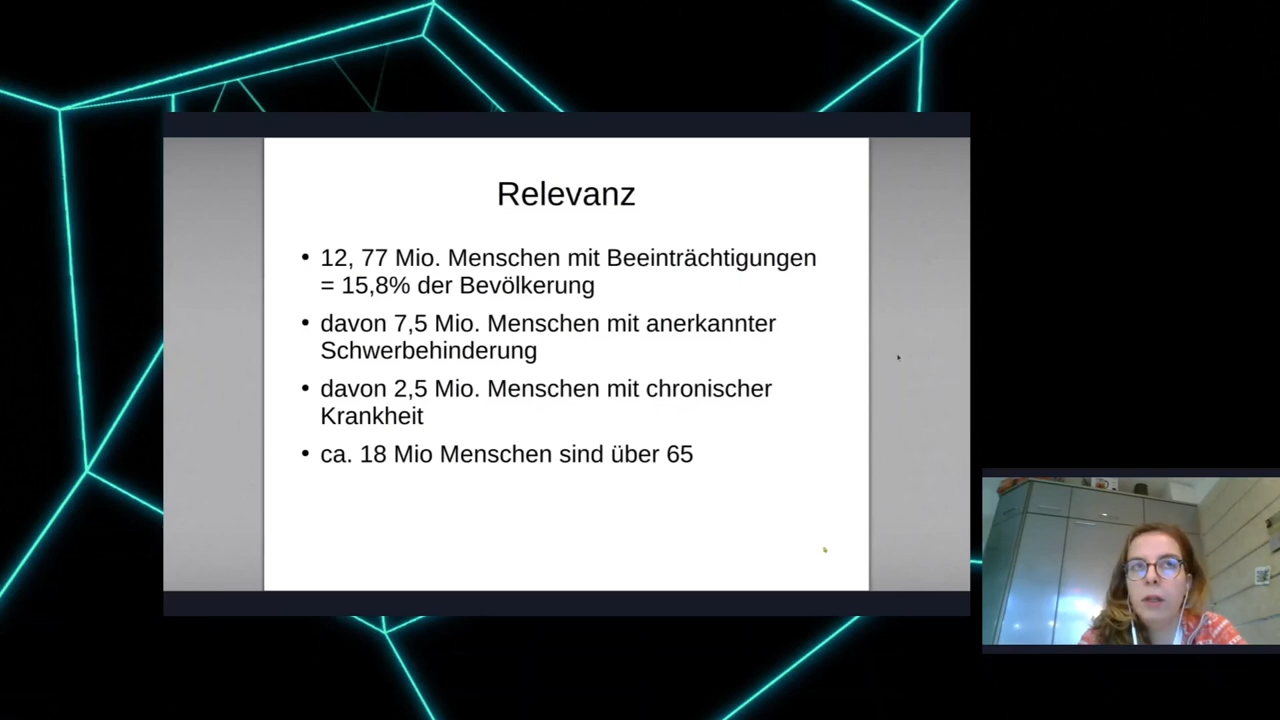 Relevanz
• 12, 77 Mio. Menschen mit Beeinträchtigungen
= 15,8% der Bevölkerung
• davon 7,5 Mio. Menschen mit anerkannter
Schwerbehinderung
• davon 2,5 Mio. Menschen mit chronischer
Krankheit
• ca. 18 Mio Menschen sind über 65